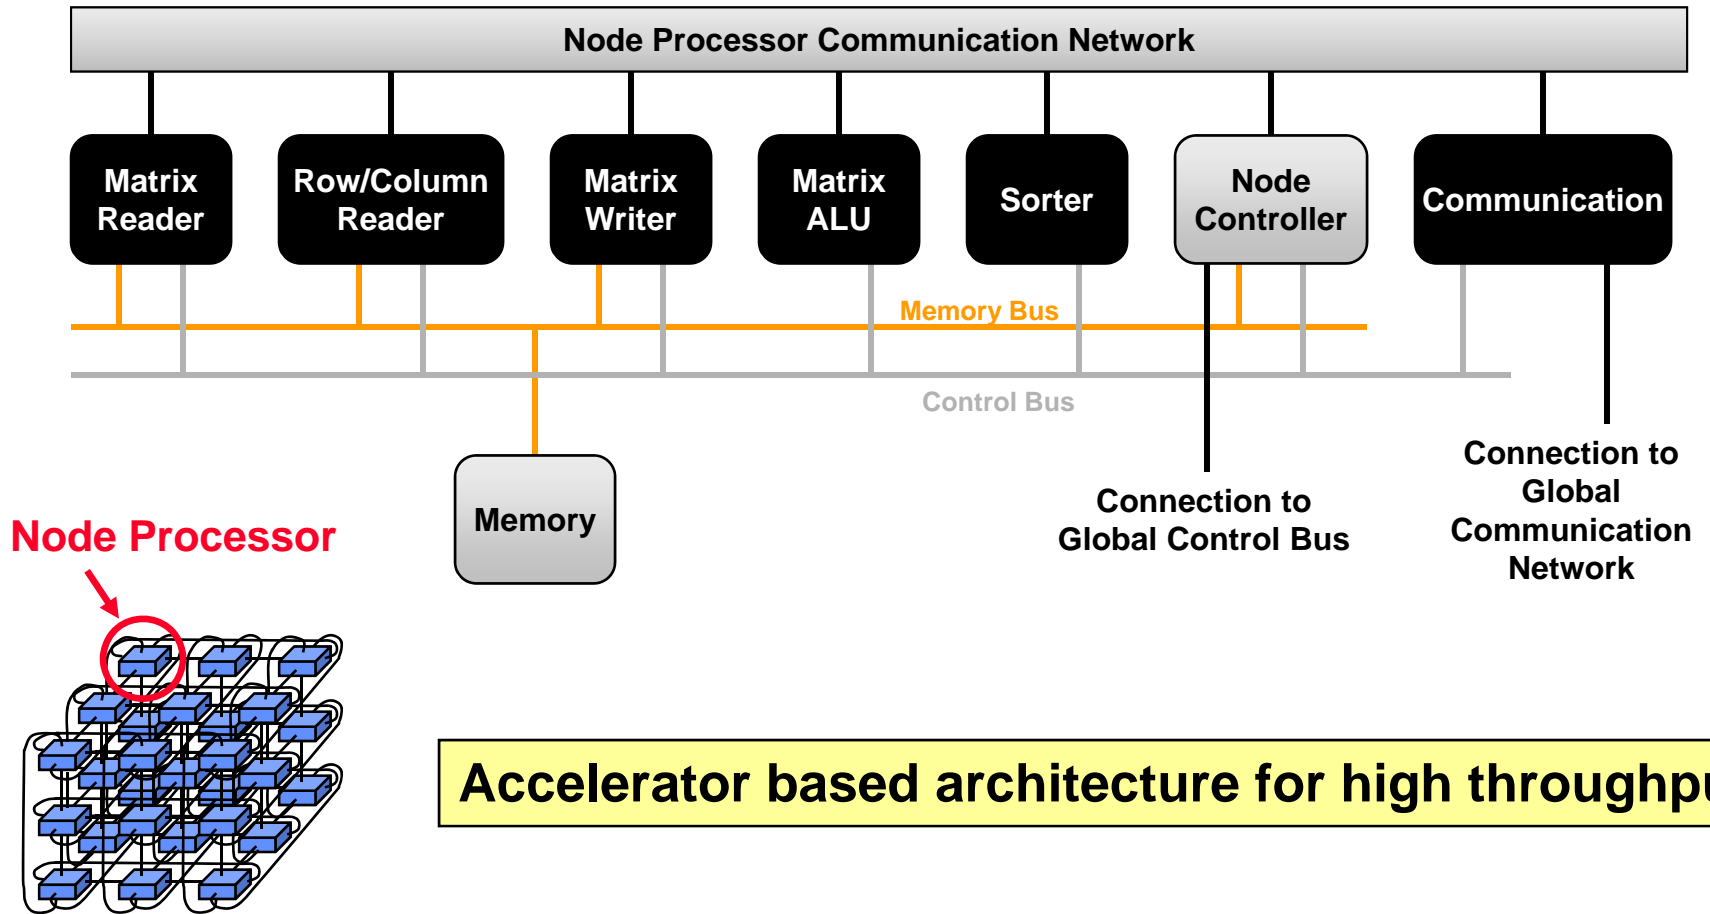 Node Processor Communication Network
Matrix
Reader
Row/Column
Reader
Matrix
Writer
Matrix
ALU
Sorter
Node
Controller
Communication
Memory Bus
Control Bus
Memory
Connection to
Global Control Bus
Connection to
Global
Communication
Network
Node Processor
Accelerator based architecture for high throughpu